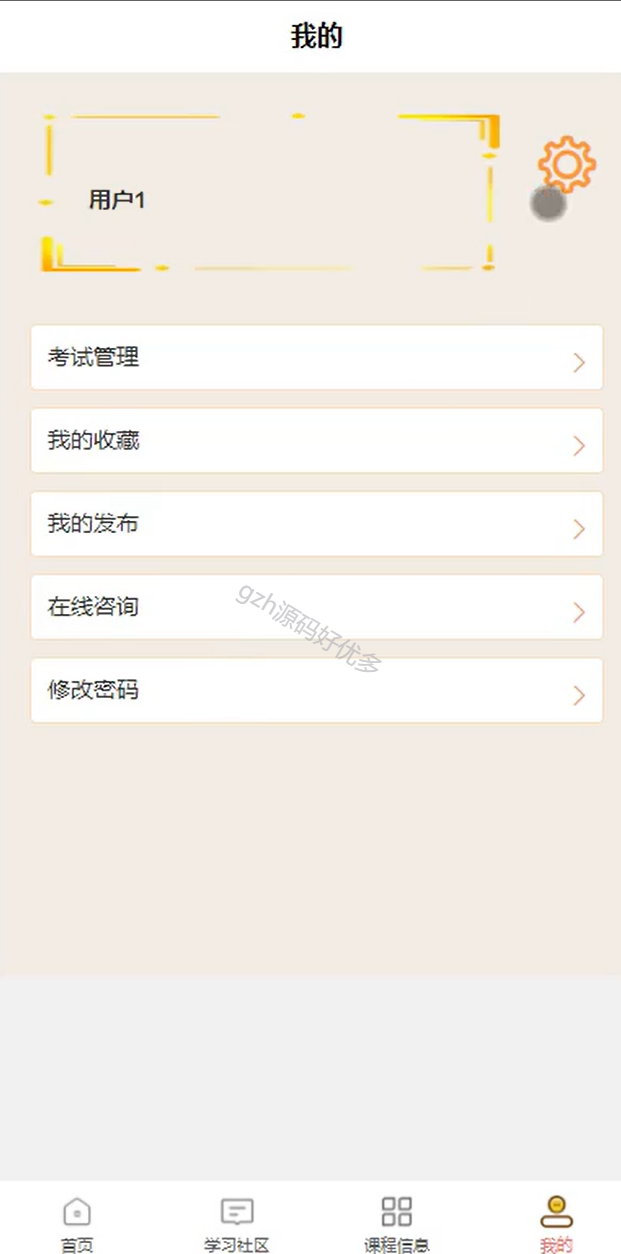 我的
用户1
考试管理
我的收藏
我的发布
在线咨询
gzh源码好优多
修改密码
首页
学习社区
课程信息
我的